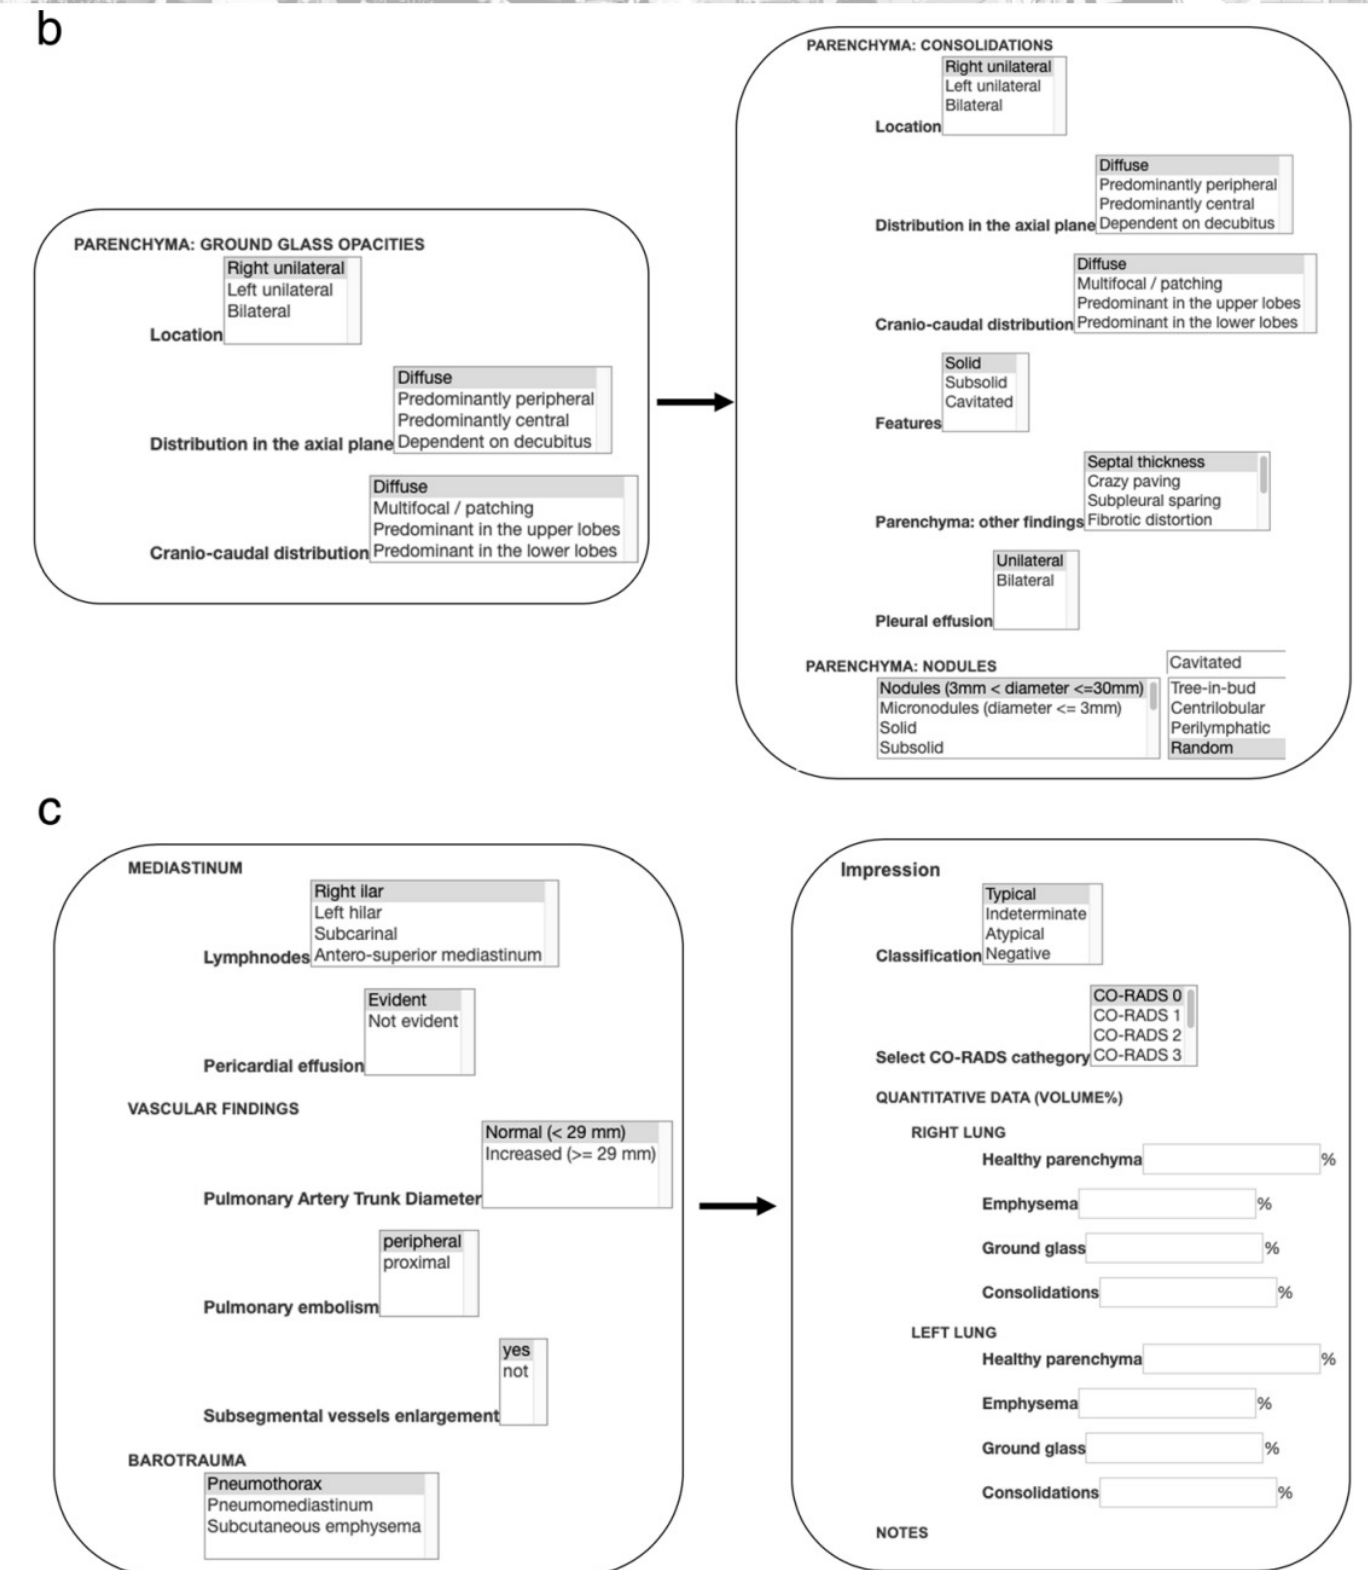 b
PARENCHYMA: GROUND GLASS OPACITIES
Right unilateral
Left unilateral
Bilateral
Location
Diffuse
Predominantly peripheral
Predominantly central
Distribution in the axial plane Dependent on decubitus
Diffuse
Multifocal / patching
Predominant in the upper lobes
Cranio-caudal distribution Predominant in the lower lobes
PARENCHYMA: CONSOLIDATIONS
Right unilateral
Left unilateral
Bilateral
Location
Diffuse
Predominantly peripheral
Predominantly central
Distribution in the axial plane Dependent on decubitus
Diffuse
Multifocal / patching
Predominant in the upper lobes
Cranio-caudal distribution Predominant in the lower lobes
Solid
Subsolid
Cavitated
Features
Septal thickness
Crazy paving
Subpleural sparing
Parenchyma: other findings Fibrotic distortion
Unilateral
Bilateral
Pleural effusion
PARENCHYMA: NODULES
Nodules (3mm < diameter <=30mm)
Micronodules (diameter <= 3mm)
Solid
Subsolid
Cavitated
Tree-in-bud
Centrilobular
Perilymphatic
Random
c
MEDIASTINUM
Right ilar
Left hilar
Subcarinal
Lymphnodes Antero-superior mediastinum
Evident
Not evident
Pericardial effusion
VASCULAR FINDINGS
Normal (< 29 mm)
Increased (>= 29 mm)
Pulmonary Artery Trunk Diameter
peripheral
proximal
Pulmonary embolism
yes
not
Subsegmental vessels enlargement
BAROTRAUMA
Pneumothorax
Pneumomediastinum
Subcutaneous emphysema
Impression
Typical
Indeterminate
Atypical
Classification Negative
CO-RADS 0
CO-RADS 1
CO-RADS 2
Select CO-RADS cathegory CO-RADS 3
QUANTITATIVE DATA (VOLUME%)
RIGHT LUNG
Healthy parenchyma %
Emphysema %
Ground glass %
Consolidations %
LEFT LUNG
Healthy parenchyma %
Emphysema %
Ground glass %
Consolidations %
NOTES